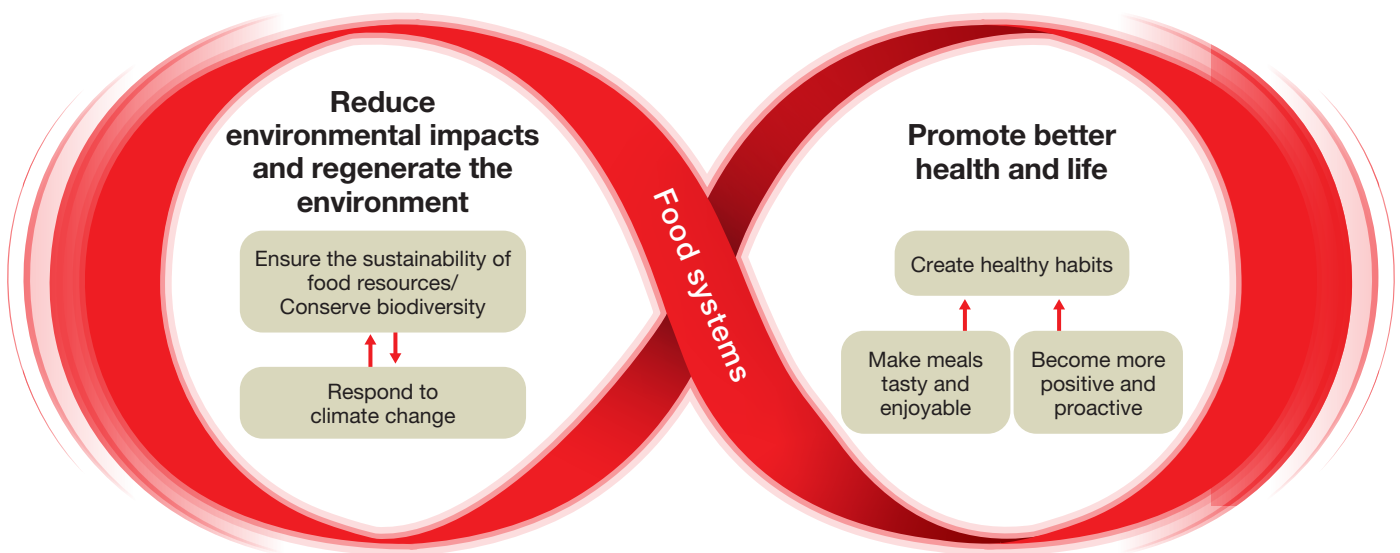 Reduce
environmental impacts
and regenerate the
environment
Ensure the sustainability of
food resources/
Conserve biodiversity
Respond to
climate change
Food systems
Promote better
health and life
Create healthy habits
Make meals
tasty and
enjoyable
Become more
positive and
proactive